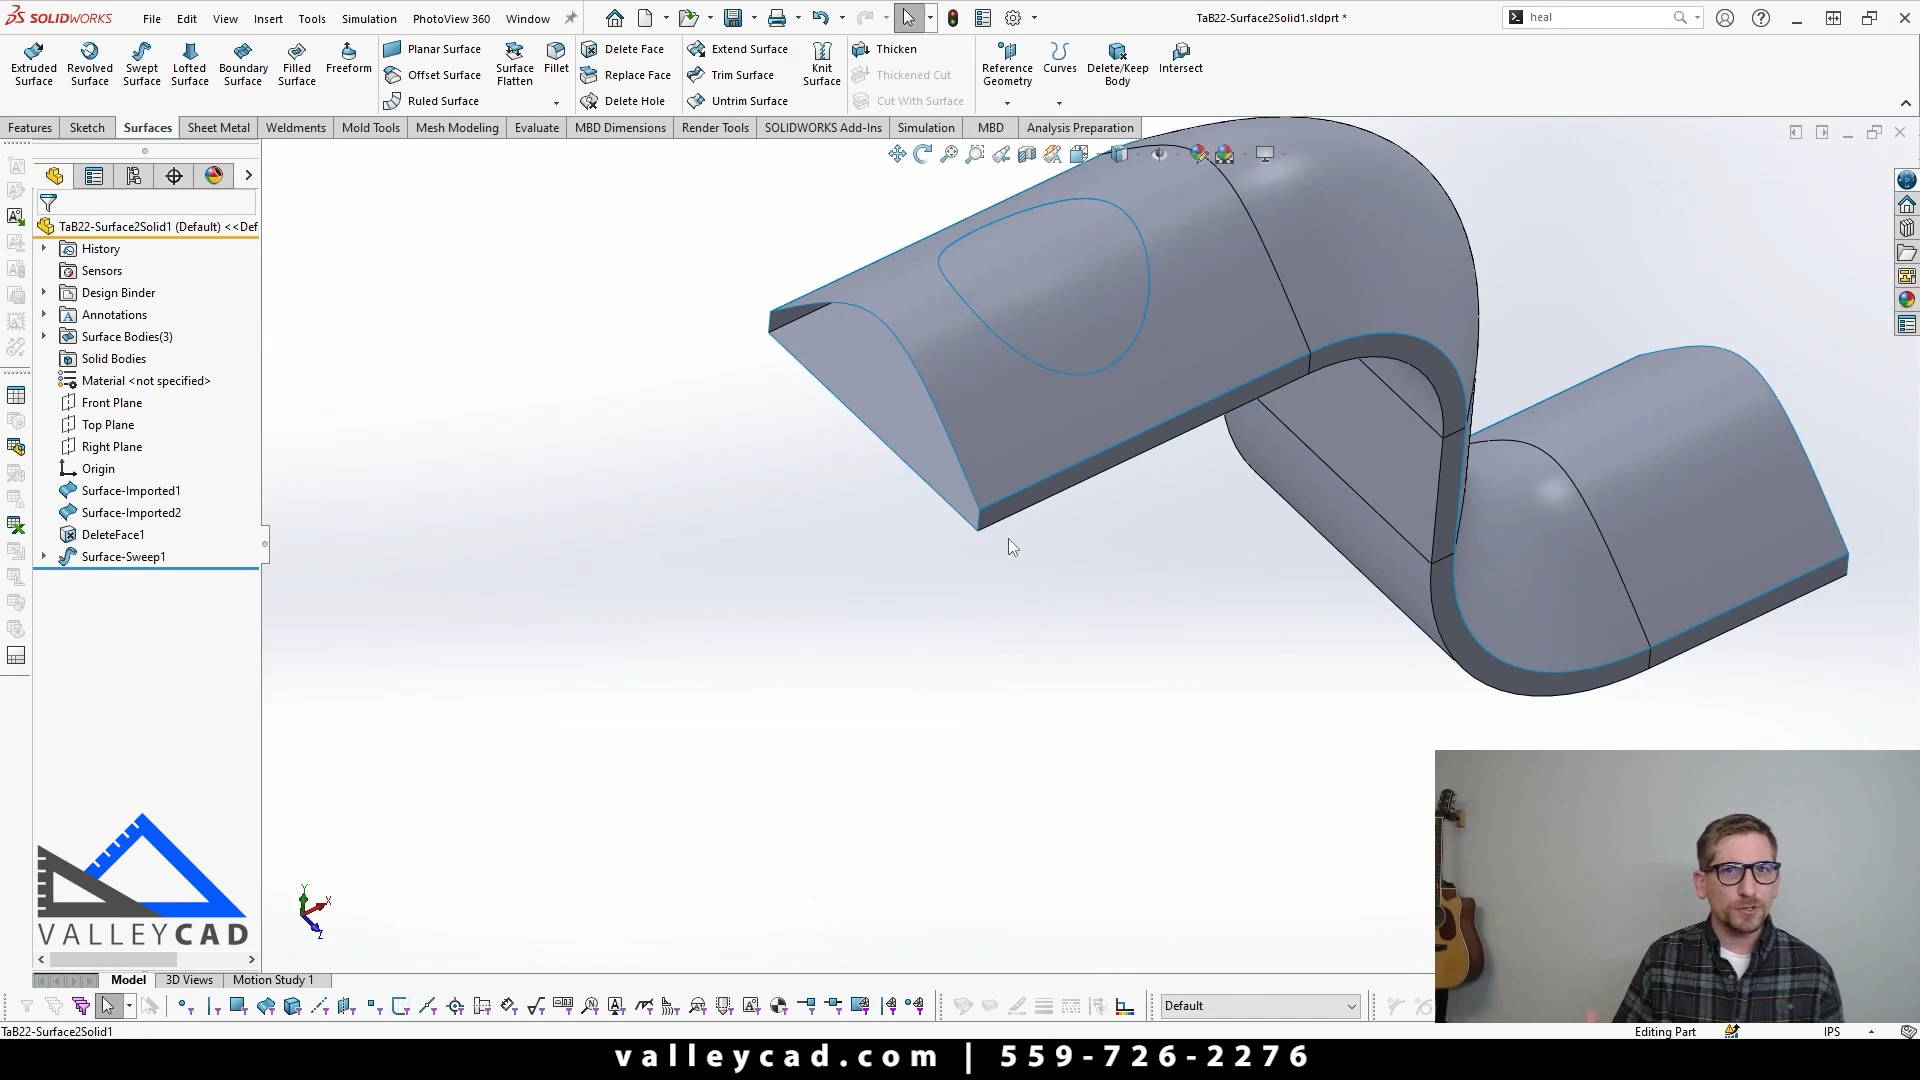 SOLIDWORKS File Edit View Insert Tools Simulation PhotoView 360 Window TaB22-Surface2Solid1.sldprt * heal
Extruded Surface
Revolved Surface
Swept Surface
Lofted Surface
Boundary Surface
Filled Surface
Freeform
Planar Surface
Offset Surface
Ruled Surface
Surface Flatten
Fillet
Delete Face
Replace Face
Delete Hole
Extend Surface
Trim Surface
Untrim Surface
Knit Surface
Thicken
Thickened Cut
Cut With Surface
Reference Geometry
Curves
Delete/Keep Body
Intersect
Features Sketch Surfaces Sheet Metal Weldments Mold Tools Mesh Modeling Evaluate MBD Dimensions Render Tools SOLIDWORKS Add-Ins Simulation MBD Analysis Preparation
TaB22-Surface2Solid1 (Default) <<Def
History
Sensors
Design Binder
Annotations
Surface Bodies(3)
Solid Bodies
Material <not specified>
Front Plane
Top Plane
Right Plane
Origin
Surface-Imported1
Surface-Imported2
DeleteFace1
Surface-Sweep1
VALLEYCAD
Y
X
Z
Model 3D Views Motion Study 1
Default
TaB22-Surface2Solid1 Editing Part IPS
valleycad.com | 559-726-2276